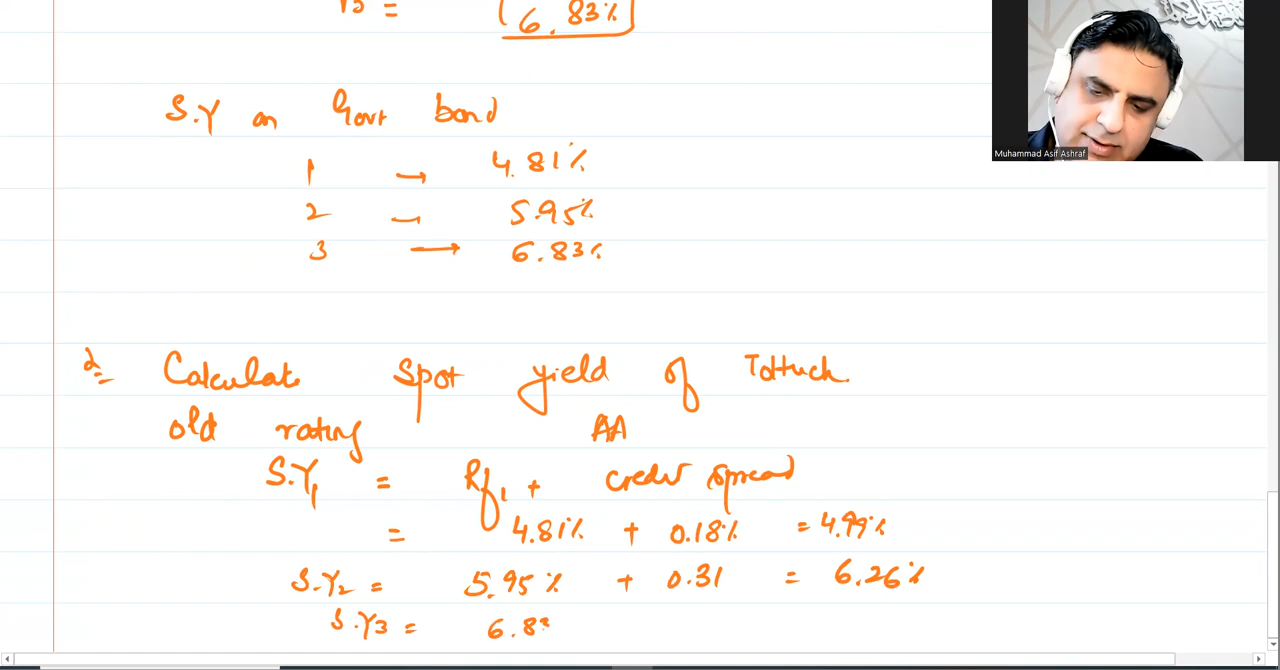 Y3 = 6.83%
S.Y on Govt bond
1 → 4.81%
2 → 5.95%
3 → 6.83%
2= Calculate Spot yield of Tottuch
old rating AA
S.Y1 = Rf1 + credit spread
= 4.81% + 0.18% = 4.99%
S.Y2 = 5.95% + 0.31 = 6.26%
S.Y3 = 6.83
Muhammad Asif Ashraf